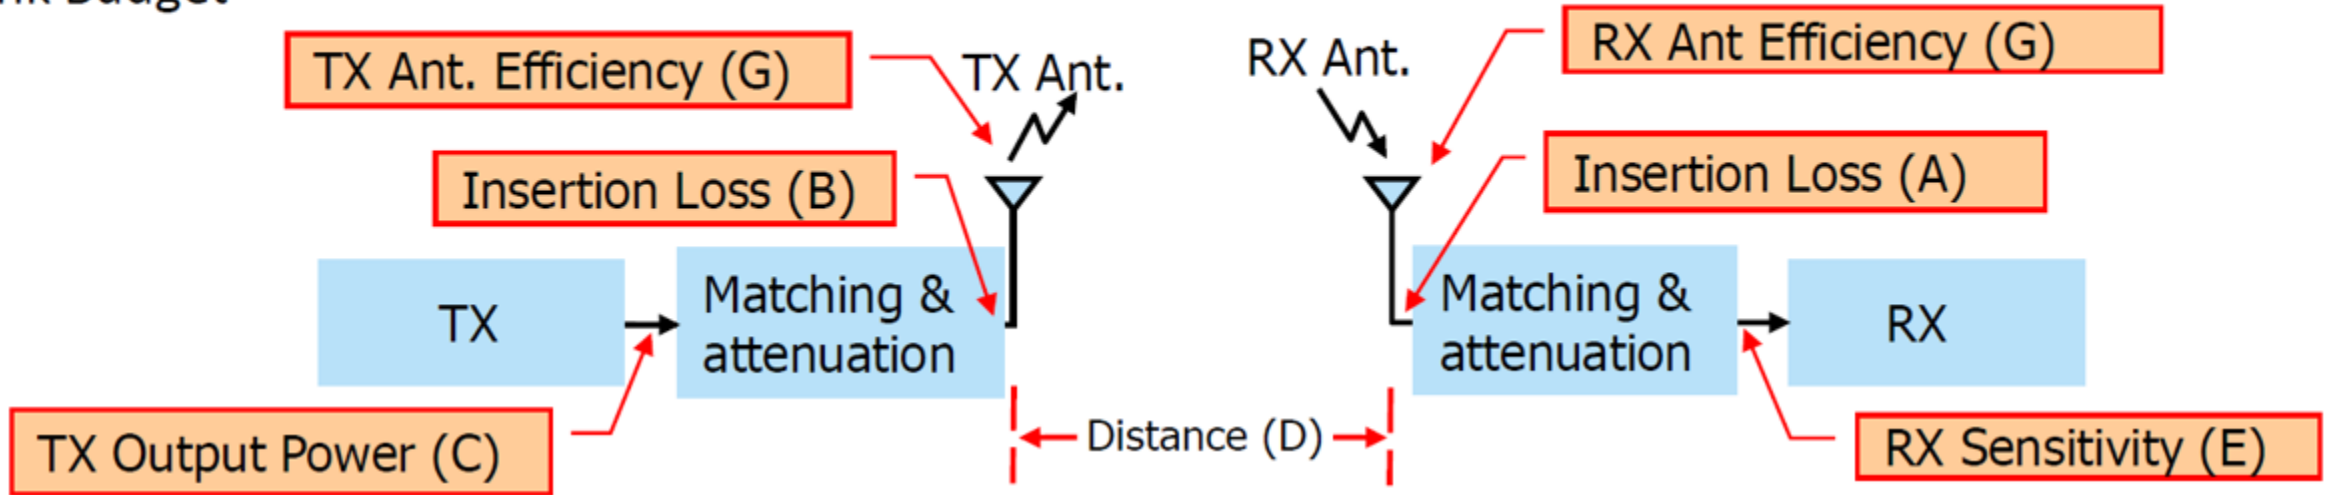 Budget
TX Ant. Efficiency (G)
TX Ant.
RX Ant.
RX Ant Efficiency (G)
Insertion Loss (B)
Insertion Loss (A)
TX
Matching &
attenuation
Matching &
attenuation
RX
TX Output Power (C)
Distance (D)
RX Sensitivity (E)